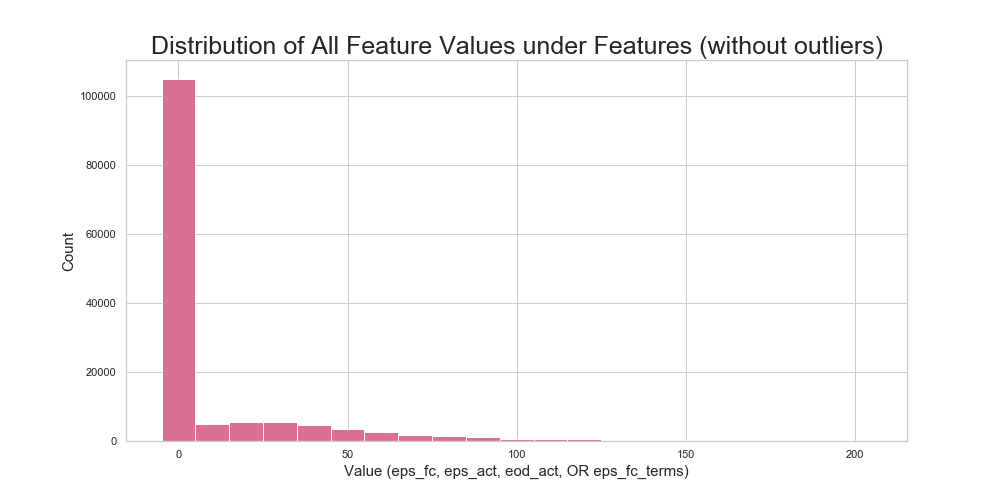 Distribution of All Feature Values under Features (without outliers)
100000
80000
60000
40000
20000
0
Count
0 50 100 150 200
Value (eps_fc, eps_act, eod_act, OR eps_fc_terms)